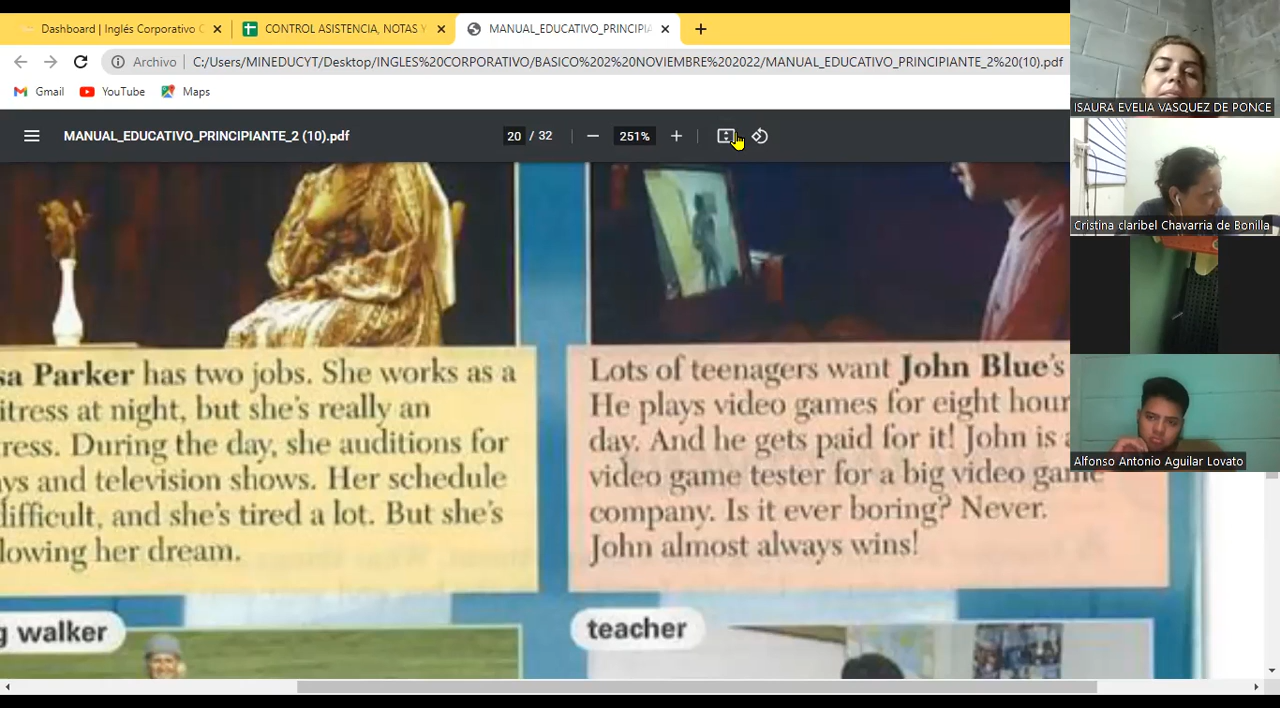 Dashboard | Inglés Corporativo
CONTROL ASISTENCIA, NOTAS Y
MANUAL_EDUCATIVO_PRINCIPIA
Archivo
C:/Users/MINEDUCYT/Desktop/INGLES%20CORPORATIVO/BASICO%202%20NOVIEMBRE%202022/MANUAL_EDUCATIVO_PRINCIPIANTE_2%20(10).pdf
Gmail
YouTube
Maps
MANUAL_EDUCATIVO_PRINCIPIANTE_2 (10).pdf
20 / 32
251%
sa Parker has two jobs. She works as a
itress at night, but she's really an
ress. During the day, she auditions for
ys and television shows. Her schedule
difficult, and she's tired a lot. But she's
lowing her dream.
Lots of teenagers want John Blue's
He plays video games for eight hour
day. And he gets paid for it! John is a
video game tester for a big video game
company. Is it ever boring? Never.
John almost always wins!
g walker
teacher
ISAURA EVELIA VASQUEZ DE PONCE
Cristina claribel Chavarria de Bonilla
Alfonso Antonio Aguilar Lovato